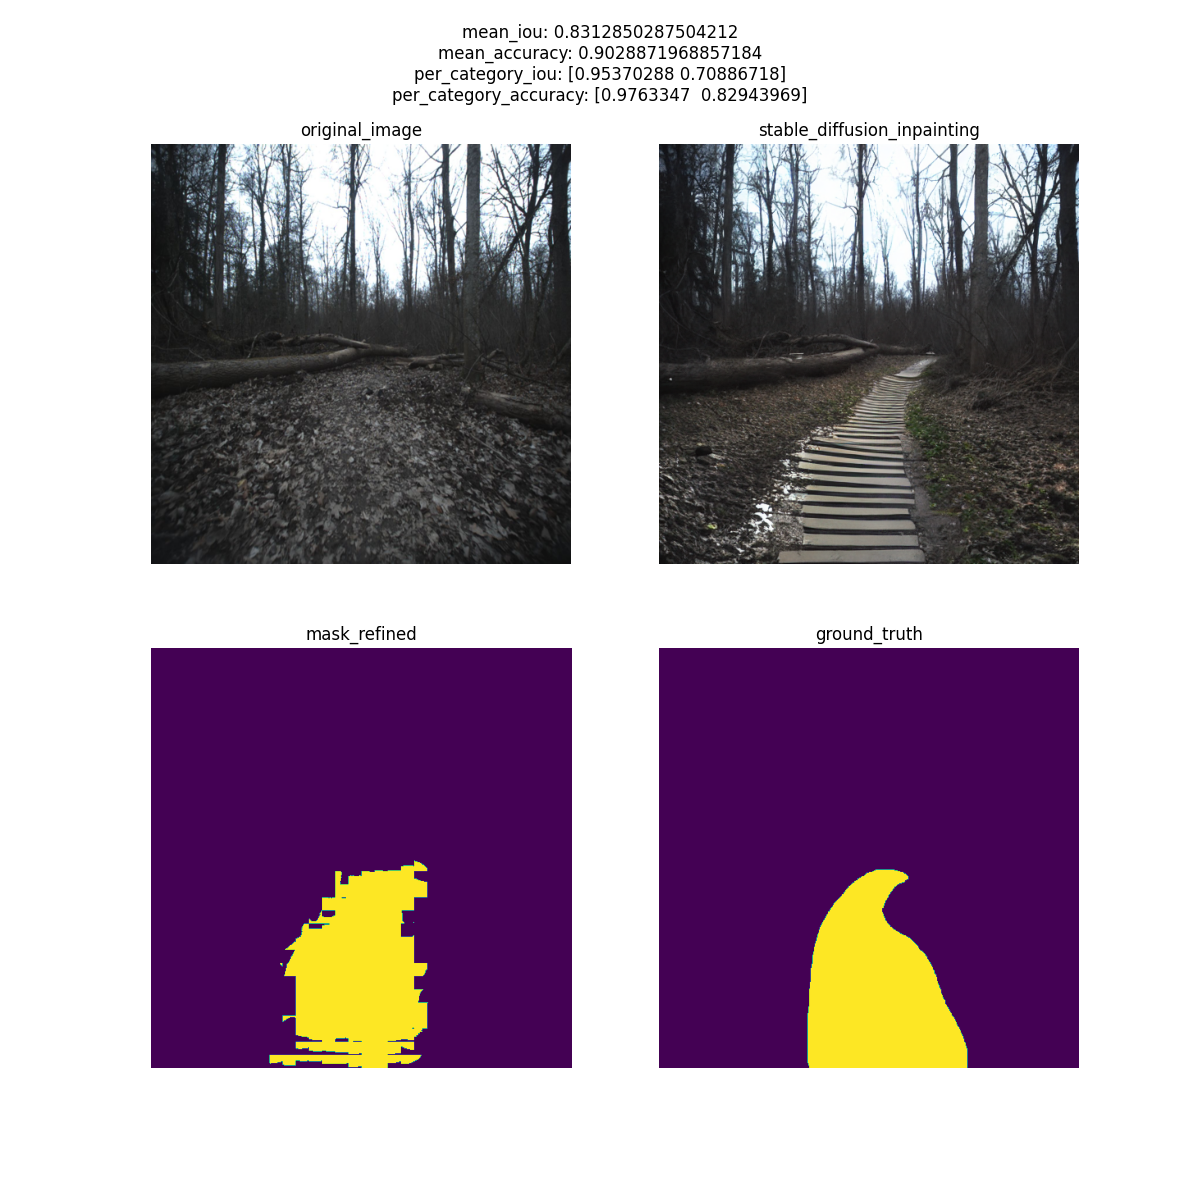 mean_iou: 0.8312850287504212
mean_accuracy: 0.9028871968857184
per_category_iou: [0.95370288 0.70886718]
per_category_accuracy: [0.9763347  0.82943969]
original_image
stable_diffusion_inpainting
mask_refined
ground_truth